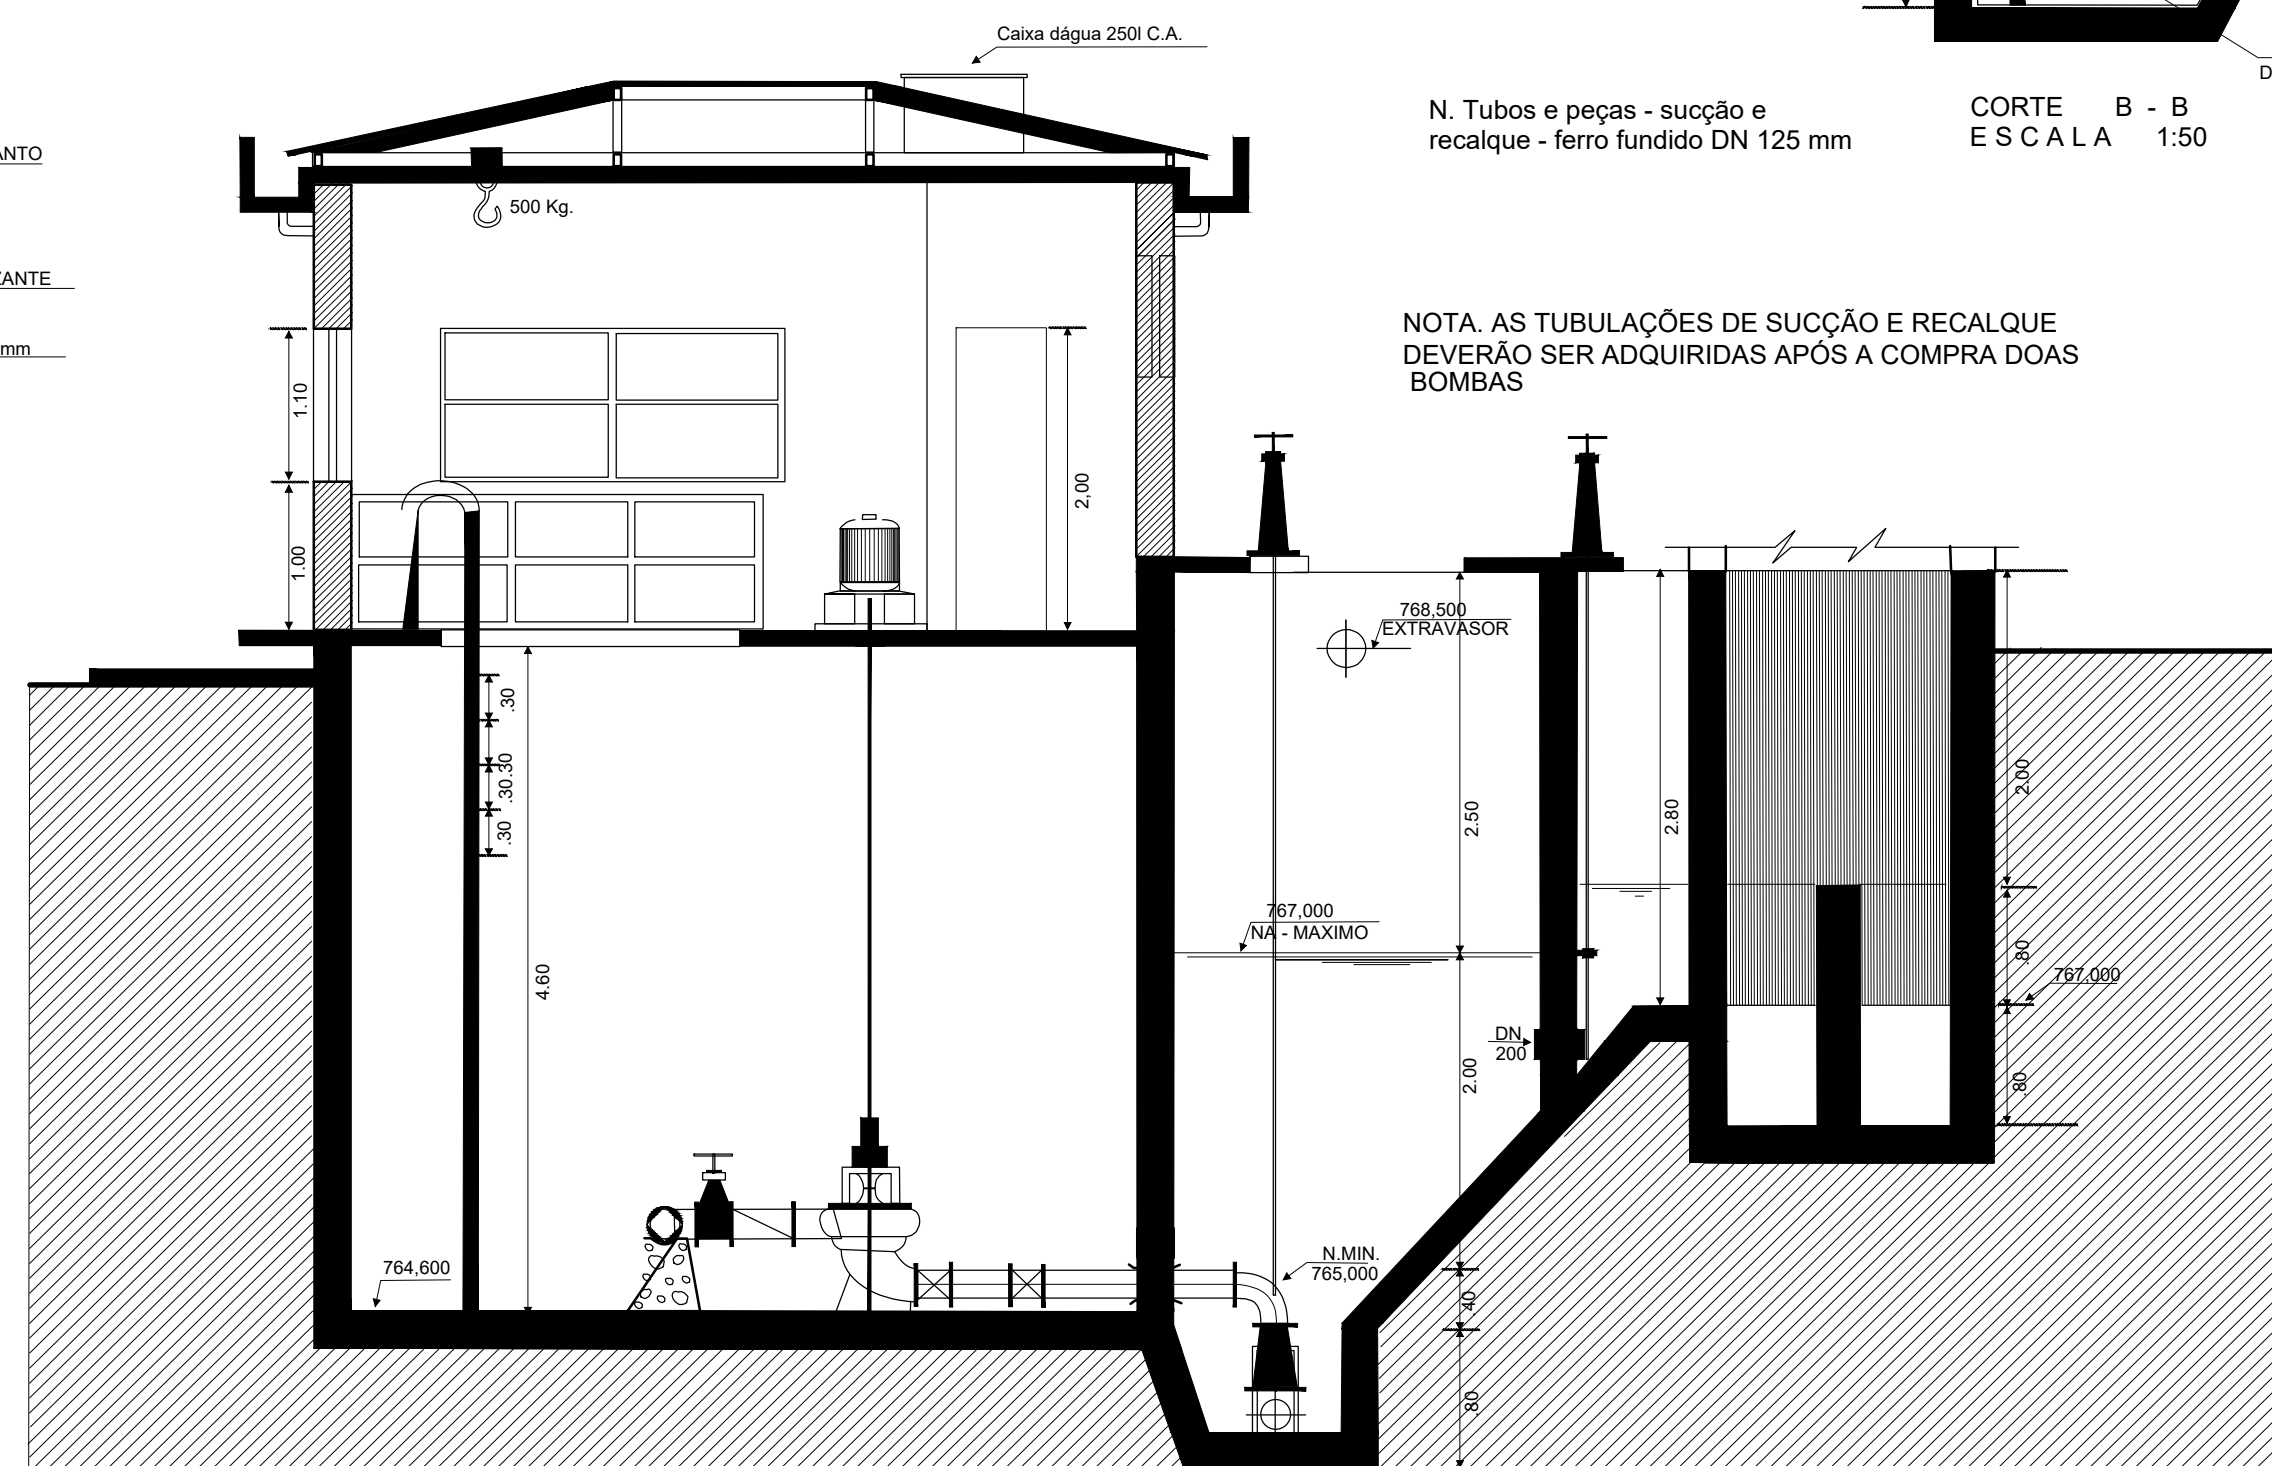 Caixa dágua 250l C.A.
D
N. Tubos e peças - sucção e
recalque - ferro fundido DN 125 mm
CORTE B - B
ESCALA 1:50
ANTO
500 Kg.
ZANTE
mm
NOTA. AS TUBULAÇÕES DE SUCÇÃO E RECALQUE
DEVERÃO SER ADQUIRIDAS APÓS A COMPRA DOAS
BOMBAS
1.10
2,00
1.00
768,500
EXTRAVASOR
.30
.30
.30
.30
2.50
2.80
2.00
767,000
NA - MAXIMO
4.60
.80
767,000
DN
200
2.00
.80
764,600
N.MIN.
765,000
40
.80